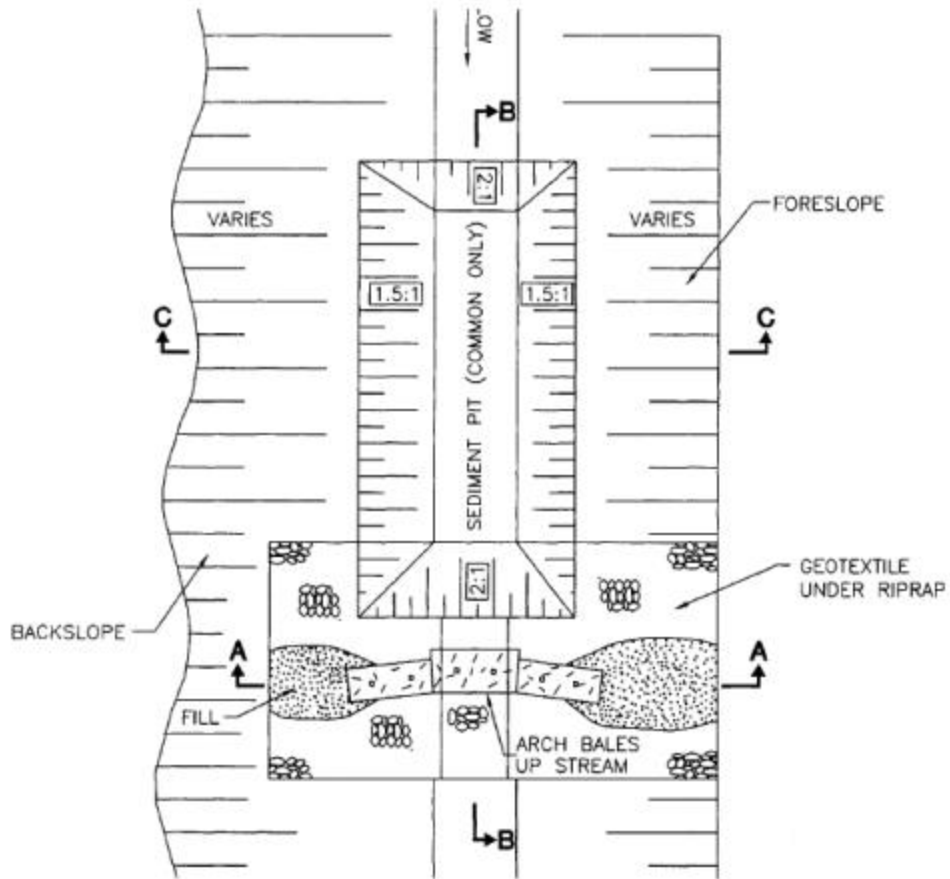 OW
B
2:1
VARIES
VARIES
FORESLOPE
1.5:1
1.5:1
C
C
SEDIMENT PIT (COMMON ONLY)
GEOTEXTILE
UNDER RIPRAP
2:1
BACKSLOPE
A
A
FILL
ARCH BALES
UP STREAM
B